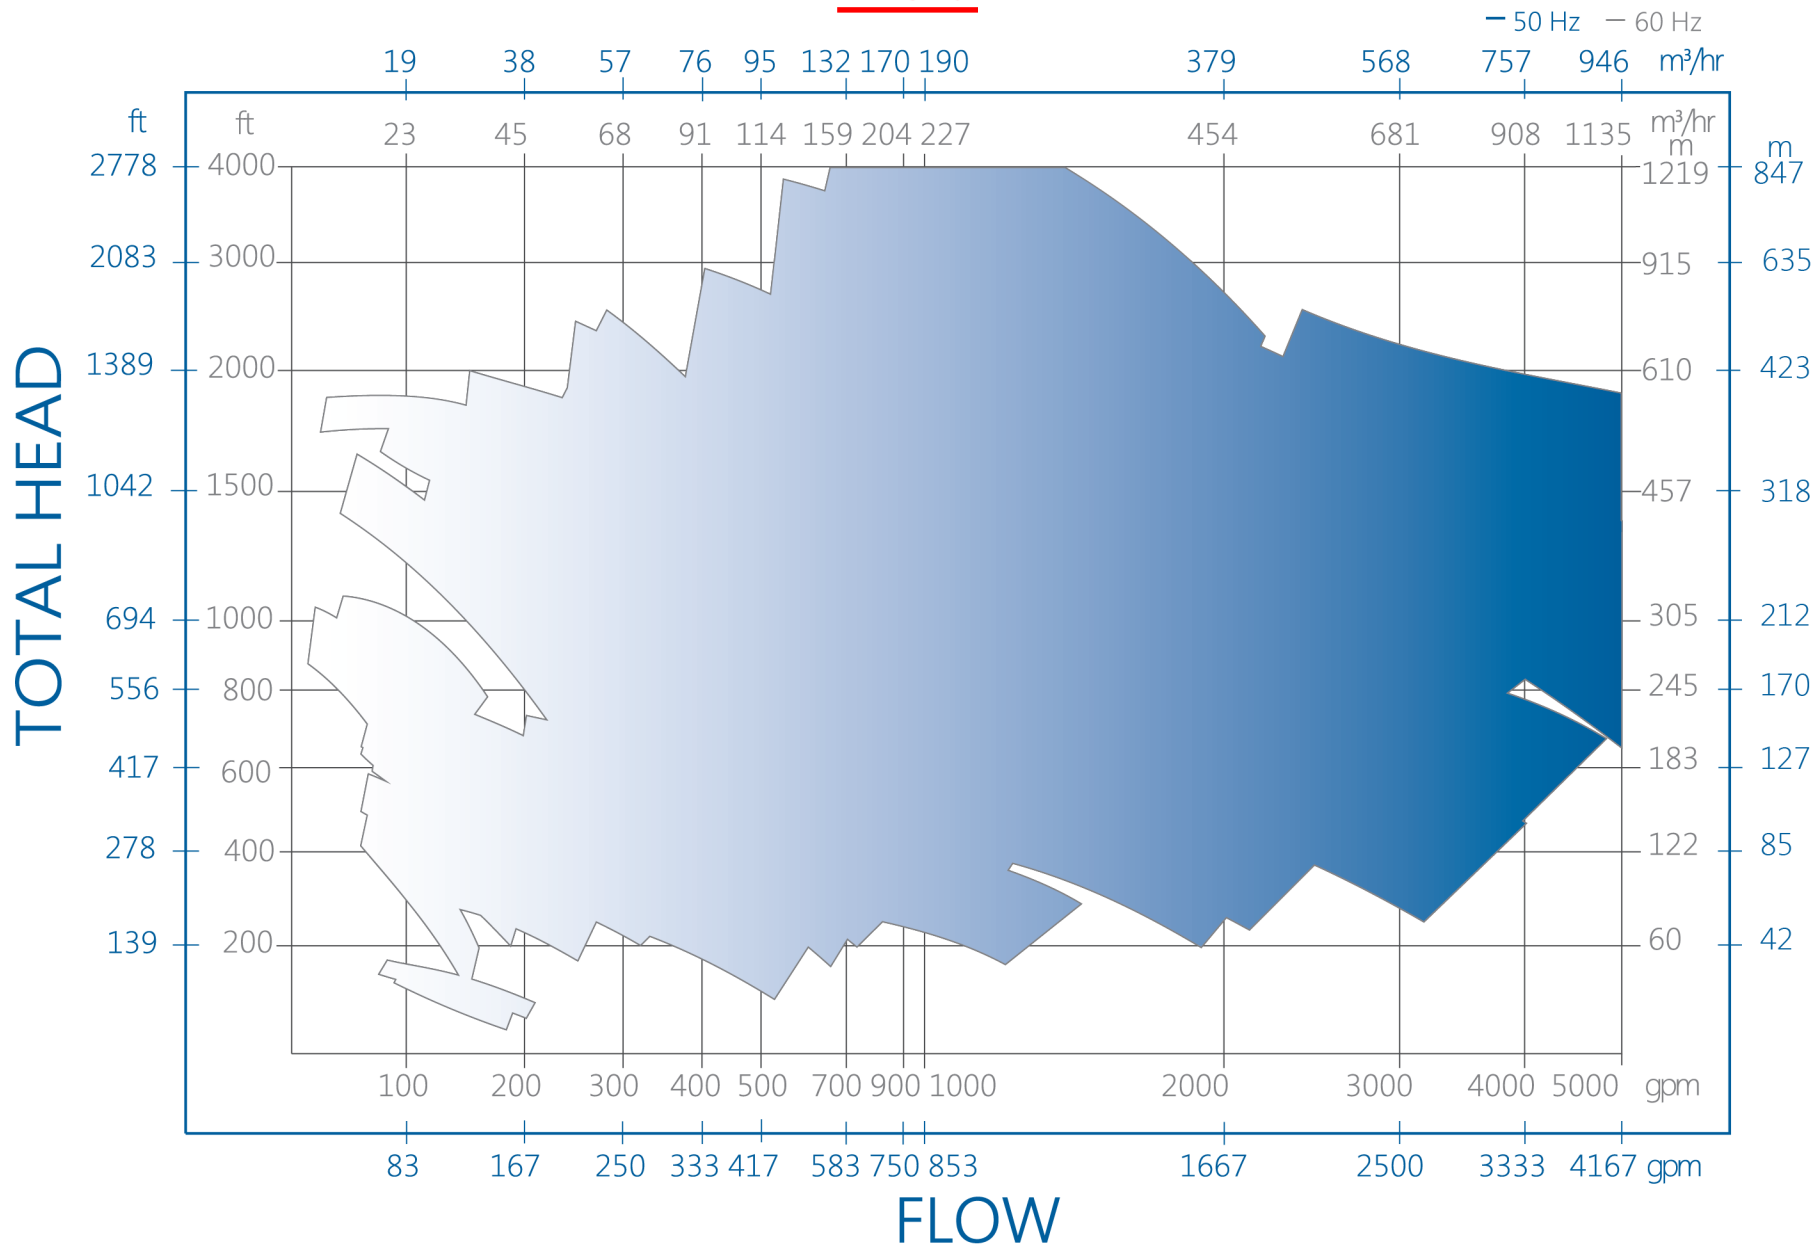 50 Hz 60 Hz
19 38 57 76 95 132 170 190 379 568 757 946 m³/hr
ft ft 23 45 68 91 114 159 204 227 454 681 908 1135 m³/hr
m m
2778 4000 1219 847
2083 3000 915 635
1389 2000 610 423
1042 1500 457 318
694 1000 305 212
556 800 245 170
417 600 183 127
278 400 122 85
139 200 60 42
TOTAL HEAD
100 200 300 400 500 700 900 1000 2000 3000 4000 5000 gpm
83 167 250 333 417 583 750 853 1667 2500 3333 4167 gpm
FLOW